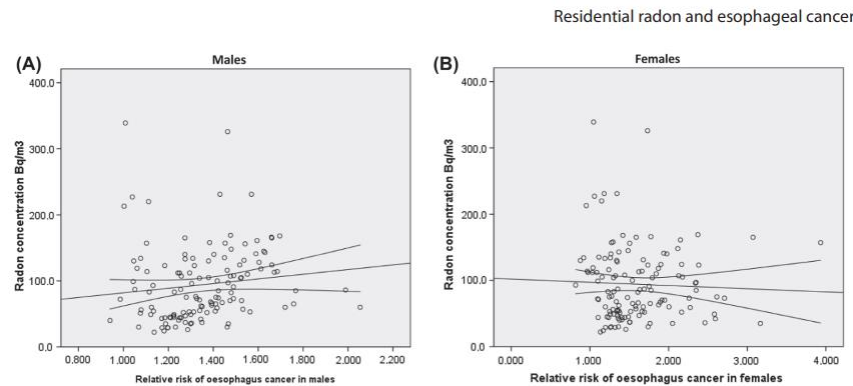 Residential radon and esophageal cancer
(A)
Males
400.0
300.0
200.0
100.0
0.0
Radon concentration Bq/m3
0.800 1.000 1.200 1.400 1.600 1.800 2.000 2.200
Relative risk of oesophagus cancer in males
(B)
Females
400.0
300.0
200.0
100.0
0.0
Radon concentration Bq/m3
0.000 1.000 2.000 3.000 4.000
Relative risk of oesophagus cancer in females